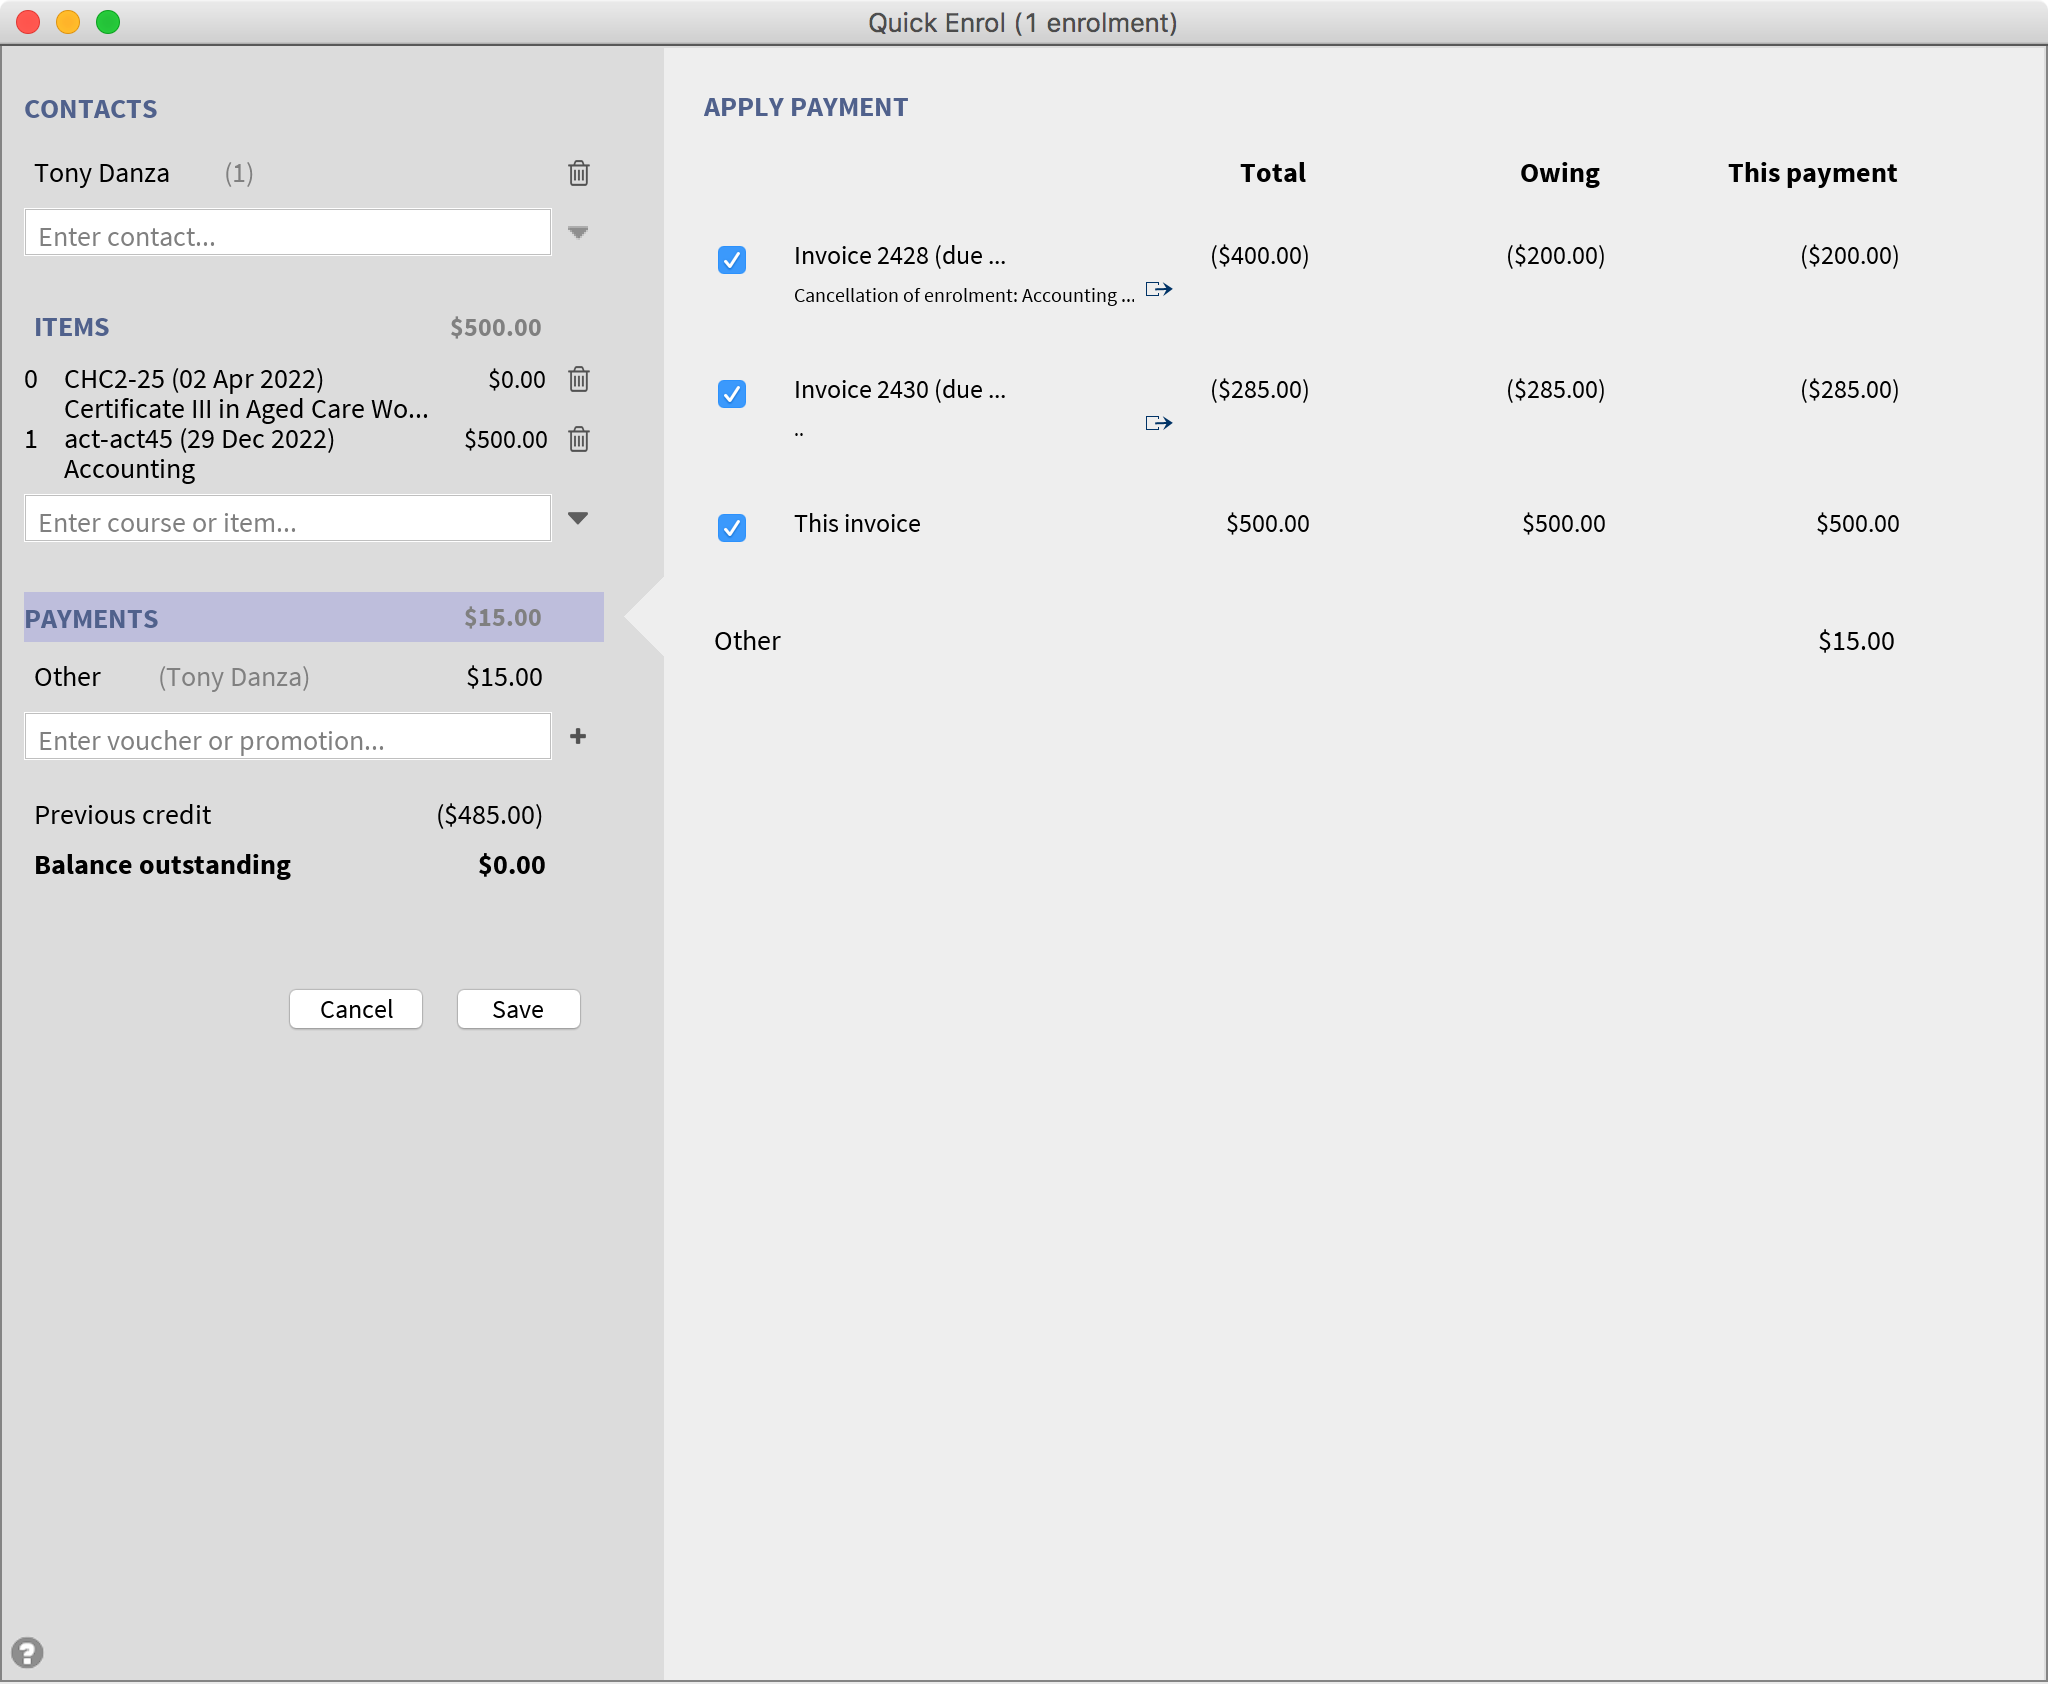 Quick Enrol (1 enrolment)
CONTACTS
Tony Danza (1)
Enter contact...
ITEMS $500.00
0 CHC2-25 (02 Apr 2022) $0.00
Certificate III in Aged Care Wo...
1 act-act45 (29 Dec 2022) $500.00
Accounting
Enter course or item...
PAYMENTS $15.00
Other (Tony Danza) $15.00
Enter voucher or promotion...
Previous credit ($485.00)
Balance outstanding $0.00
Cancel Save
?
APPLY PAYMENT
Total Owing This payment
Invoice 2428 (due ... ($400.00) ($200.00) ($200.00)
Cancellation of enrolment: Accounting ...
Invoice 2430 (due ... ($285.00) ($285.00) ($285.00)
..
This invoice $500.00 $500.00 $500.00
Other $15.00